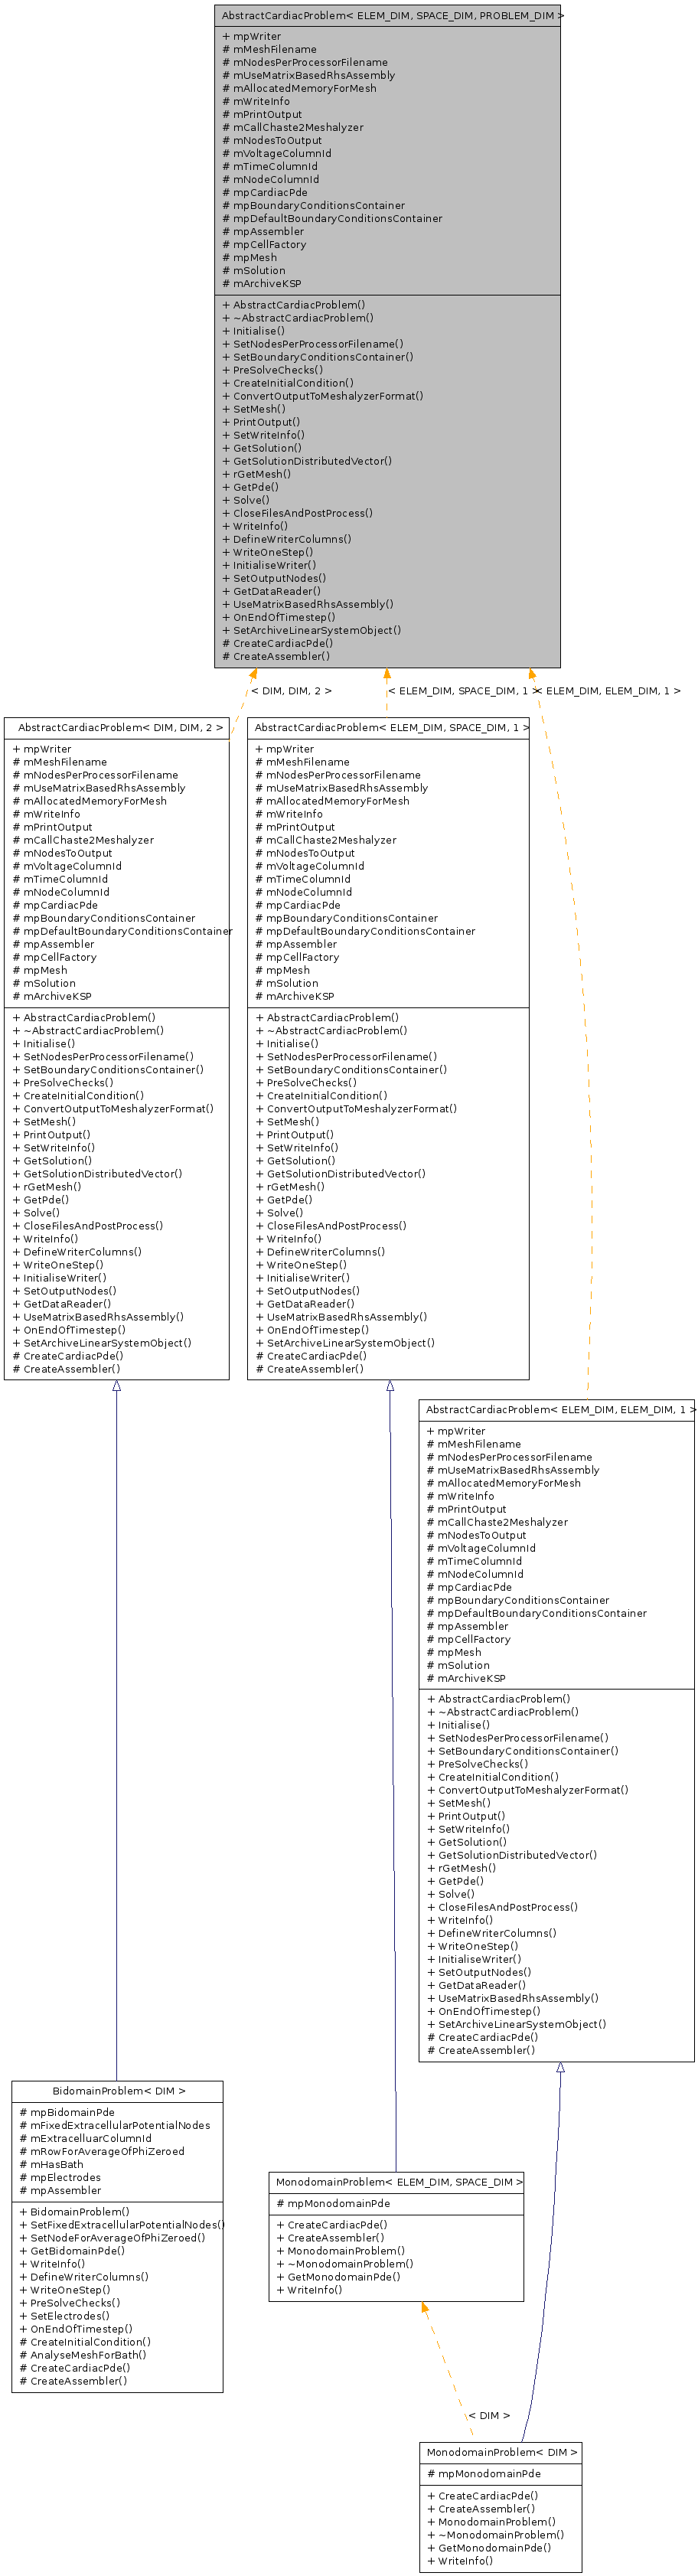 AbstractCardiacProblem< ELEM_DIM, SPACE_DIM, PROBLEM_DIM >
+ mpWriter
# mMeshFilename
# mNodesPerProcessorFilename
# mUseMatrixBasedRhsAssembly
# mAllocatedMemoryForMesh
# mWriteInfo
# mPrintOutput
# mCallChaste2Meshalyzer
# mNodesToOutput
# mVoltageColumnId
# mTimeColumnId
# mNodeColumnId
# mpCardiacPde
# mpBoundaryConditionsContainer
# mpDefaultBoundaryConditionsContainer
# mpAssembler
# mpCellFactory
# mpMesh
# mSolution
# mArchiveKSP
+ AbstractCardiacProblem()
+ ~AbstractCardiacProblem()
+ Initialise()
+ SetNodesPerProcessorFilename()
+ SetBoundaryConditionsContainer()
+ PreSolveChecks()
+ CreateInitialCondition()
+ ConvertOutputToMeshalyzerFormat()
+ SetMesh()
+ PrintOutput()
+ SetWriteInfo()
+ GetSolution()
+ GetSolutionDistributedVector()
+ rGetMesh()
+ GetPde()
+ Solve()
+ CloseFilesAndPostProcess()
+ WriteInfo()
+ DefineWriterColumns()
+ WriteOneStep()
+ InitialiseWriter()
+ SetOutputNodes()
+ GetDataReader()
+ UseMatrixBasedRhsAssembly()
+ OnEndOfTimestep()
+ SetArchiveLinearSystemObject()
# CreateCardiacPde()
# CreateAssembler()
< DIM, DIM, 2 >
< ELEM_DIM, SPACE_DIM, 1 >
< ELEM_DIM, ELEM_DIM, 1 >
AbstractCardiacProblem< DIM, DIM, 2 >
+ mpWriter
# mMeshFilename
# mNodesPerProcessorFilename
# mUseMatrixBasedRhsAssembly
# mAllocatedMemoryForMesh
# mWriteInfo
# mPrintOutput
# mCallChaste2Meshalyzer
# mNodesToOutput
# mVoltageColumnId
# mTimeColumnId
# mNodeColumnId
# mpCardiacPde
# mpBoundaryConditionsContainer
# mpDefaultBoundaryConditionsContainer
# mpAssembler
# mpCellFactory
# mpMesh
# mSolution
# mArchiveKSP
+ AbstractCardiacProblem()
+ ~AbstractCardiacProblem()
+ Initialise()
+ SetNodesPerProcessorFilename()
+ SetBoundaryConditionsContainer()
+ PreSolveChecks()
+ CreateInitialCondition()
+ ConvertOutputToMeshalyzerFormat()
+ SetMesh()
+ PrintOutput()
+ SetWriteInfo()
+ GetSolution()
+ GetSolutionDistributedVector()
+ rGetMesh()
+ GetPde()
+ Solve()
+ CloseFilesAndPostProcess()
+ WriteInfo()
+ DefineWriterColumns()
+ WriteOneStep()
+ InitialiseWriter()
+ SetOutputNodes()
+ GetDataReader()
+ UseMatrixBasedRhsAssembly()
+ OnEndOfTimestep()
+ SetArchiveLinearSystemObject()
# CreateCardiacPde()
# CreateAssembler()
AbstractCardiacProblem< ELEM_DIM, SPACE_DIM, 1 >
+ mpWriter
# mMeshFilename
# mNodesPerProcessorFilename
# mUseMatrixBasedRhsAssembly
# mAllocatedMemoryForMesh
# mWriteInfo
# mPrintOutput
# mCallChaste2Meshalyzer
# mNodesToOutput
# mVoltageColumnId
# mTimeColumnId
# mNodeColumnId
# mpCardiacPde
# mpBoundaryConditionsContainer
# mpDefaultBoundaryConditionsContainer
# mpAssembler
# mpCellFactory
# mpMesh
# mSolution
# mArchiveKSP
+ AbstractCardiacProblem()
+ ~AbstractCardiacProblem()
+ Initialise()
+ SetNodesPerProcessorFilename()
+ SetBoundaryConditionsContainer()
+ PreSolveChecks()
+ CreateInitialCondition()
+ ConvertOutputToMeshalyzerFormat()
+ SetMesh()
+ PrintOutput()
+ SetWriteInfo()
+ GetSolution()
+ GetSolutionDistributedVector()
+ rGetMesh()
+ GetPde()
+ Solve()
+ CloseFilesAndPostProcess()
+ WriteInfo()
+ DefineWriterColumns()
+ WriteOneStep()
+ InitialiseWriter()
+ SetOutputNodes()
+ GetDataReader()
+ UseMatrixBasedRhsAssembly()
+ OnEndOfTimestep()
+ SetArchiveLinearSystemObject()
# CreateCardiacPde()
# CreateAssembler()
AbstractCardiacProblem< ELEM_DIM, ELEM_DIM, 1 >
+ mpWriter
# mMeshFilename
# mNodesPerProcessorFilename
# mUseMatrixBasedRhsAssembly
# mAllocatedMemoryForMesh
# mWriteInfo
# mPrintOutput
# mCallChaste2Meshalyzer
# mNodesToOutput
# mVoltageColumnId
# mTimeColumnId
# mNodeColumnId
# mpCardiacPde
# mpBoundaryConditionsContainer
# mpDefaultBoundaryConditionsContainer
# mpAssembler
# mpCellFactory
# mpMesh
# mSolution
# mArchiveKSP
+ AbstractCardiacProblem()
+ ~AbstractCardiacProblem()
+ Initialise()
+ SetNodesPerProcessorFilename()
+ SetBoundaryConditionsContainer()
+ PreSolveChecks()
+ CreateInitialCondition()
+ ConvertOutputToMeshalyzerFormat()
+ SetMesh()
+ PrintOutput()
+ SetWriteInfo()
+ GetSolution()
+ GetSolutionDistributedVector()
+ rGetMesh()
+ GetPde()
+ Solve()
+ CloseFilesAndPostProcess()
+ WriteInfo()
+ DefineWriterColumns()
+ WriteOneStep()
+ InitialiseWriter()
+ SetOutputNodes()
+ GetDataReader()
+ UseMatrixBasedRhsAssembly()
+ OnEndOfTimestep()
+ SetArchiveLinearSystemObject()
# CreateCardiacPde()
# CreateAssembler()
BidomainProblem< DIM >
# mpBidomainPde
# mFixedExtracellularPotentialNodes
# mExtracelluarColumnId
# mRowForAverageOfPhiZeroed
# mHasBath
# mpElectrodes
# mpAssembler
+ BidomainProblem()
+ SetFixedExtracellularPotentialNodes()
+ SetNodeForAverageOfPhiZeroed()
+ GetBidomainPde()
+ WriteInfo()
+ DefineWriterColumns()
+ WriteOneStep()
+ PreSolveChecks()
+ SetElectrodes()
+ OnEndOfTimestep()
# CreateInitialCondition()
# AnalyseMeshForBath()
# CreateCardiacPde()
# CreateAssembler()
MonodomainProblem< ELEM_DIM, SPACE_DIM >
# mpMonodomainPde
+ CreateCardiacPde()
+ CreateAssembler()
+ MonodomainProblem()
+ ~MonodomainProblem()
+ GetMonodomainPde()
+ WriteInfo()
< DIM >
MonodomainProblem< DIM >
# mpMonodomainPde
+ CreateCardiacPde()
+ CreateAssembler()
+ MonodomainProblem()
+ ~MonodomainProblem()
+ GetMonodomainPde()
+ WriteInfo()